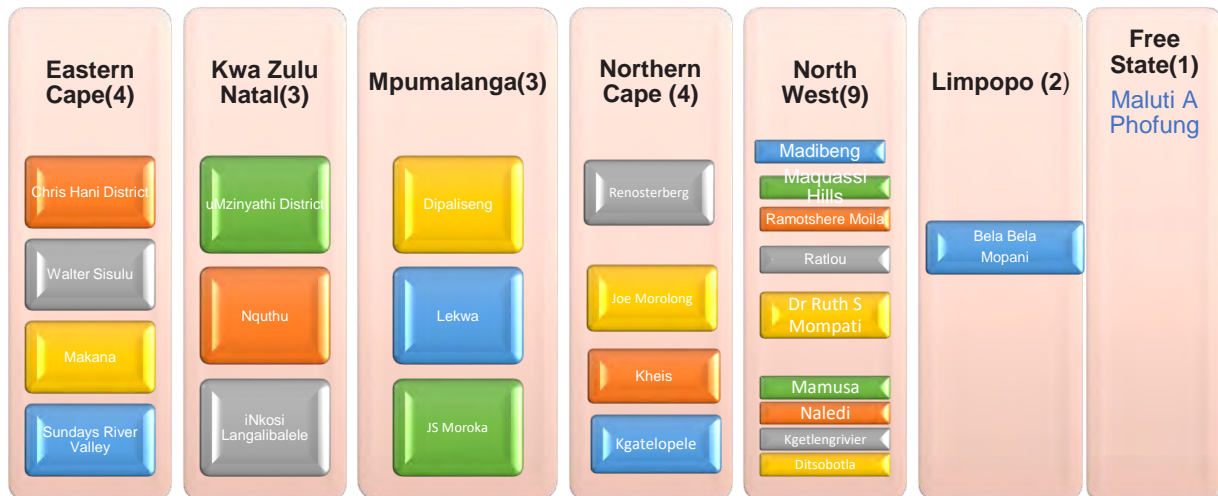 Eastern
Cape(4)
Chris Hani District
Walter Sisulu
Makana
Sundays River
Valley
Kwa Zulu
Natal(3)
uMzinyathi District
Nquthu
iNkosi
Langalibalele
Mpumalanga(3)
Dipaliseng
Lekwa
JS Moroka
Northern
Cape (4)
Renosterberg
Joe Morolong
Kheis
Kgatelopele
North
West(9)
Madibeng
Maquassi
Hills
Ramotshere Moila
Ratlou
Dr Ruth S
Mompati
Mamusa
Naledi
Kgetlengrivier
Ditsobotla
Limpopo (2)
Bela Bela
Mopani
Free
State(1)
Maluti A
Phofung